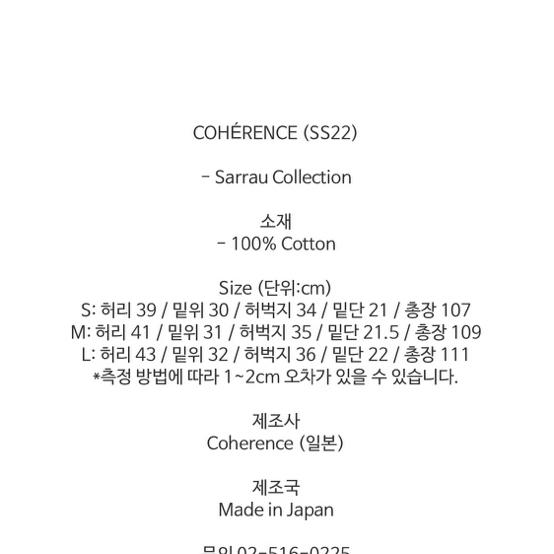 COHÉRENCE (SS22)
- Sarrau Collection
소재
- 100% Cotton
Size (단위:cm)
S: 허리 39 / 밑위 30 / 허벅지 34 / 밑단 21 / 총장 107
M: 허리 41 / 밑위 31 / 허벅지 35 / 밑단 21.5 / 총장 109
L: 허리 43 / 밑위 32 / 허벅지 36 / 밑단 22 / 총장 111
*측정 방법에 따라 1~2cm 오차가 있을 수 있습니다.
제조사
Coherence (일본)
제조국
Made in Japan
문의 02-516-0225